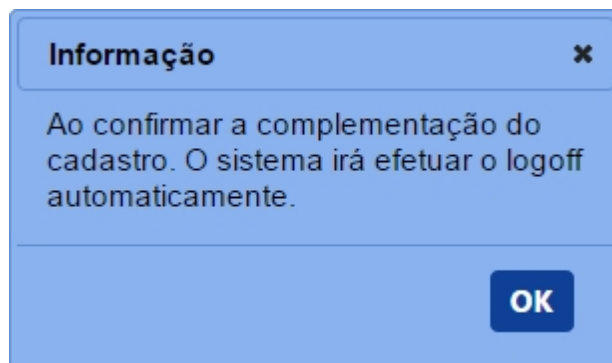 Informação
Ao confirmar a complementação do
cadastro. O sistema irá efetuar o logoff
automaticamente.
OK